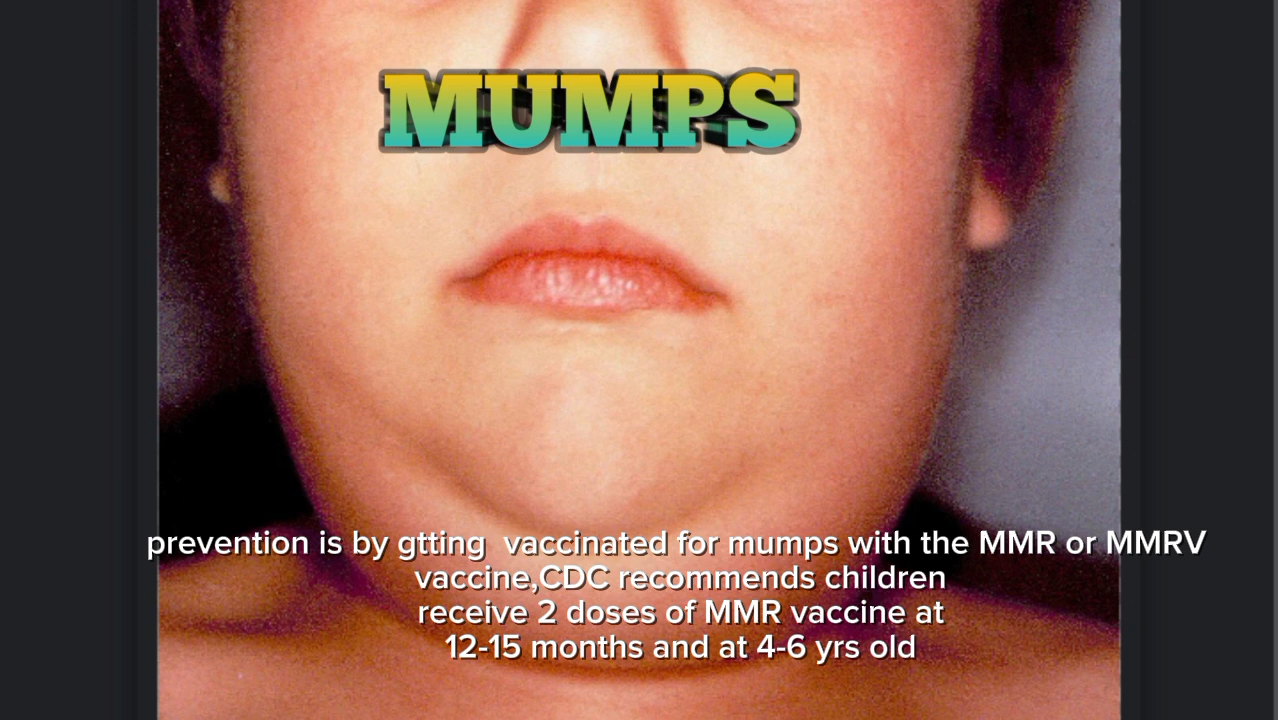 MUMPS
prevention is by gtting  vaccinated for mumps with the MMR or MMRV
vaccine,CDC recommends children
receive 2 doses of MMR vaccine at
12-15 months and at 4-6 yrs old